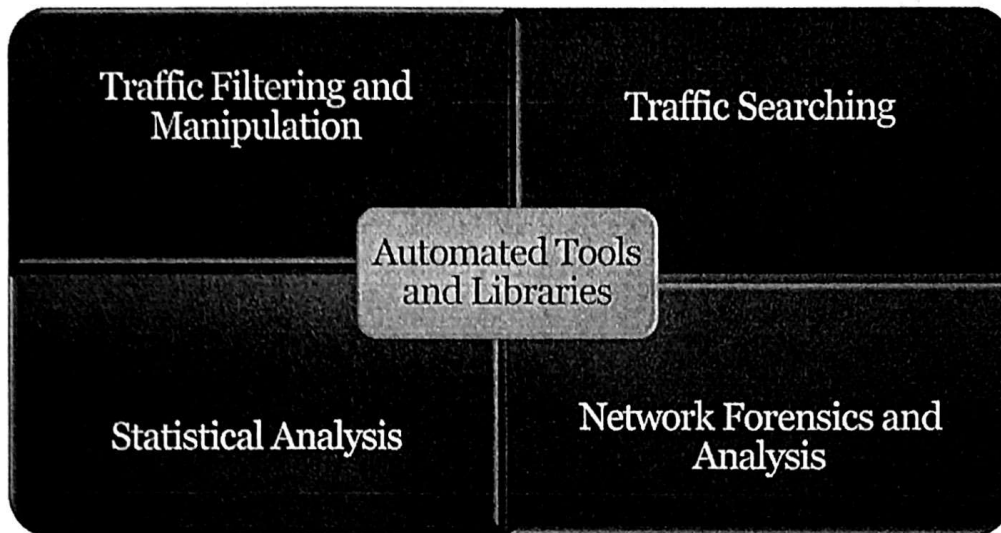 Traffic Filtering and
Manipulation
Traffic Searching
Automated Tools
and Libraries
Statistical Analysis
Network Forensics and
Analysis